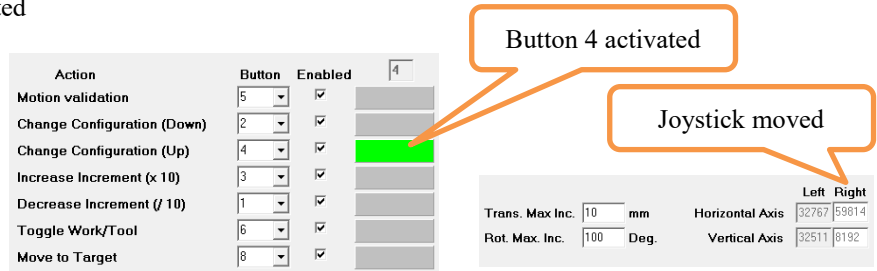 ted
Button 4 activated
Action Button Enabled 4
Motion validation 5
Change Configuration (Down) 2
Change Configuration (Up) 4
Increase Increment (x 10) 3
Decrease Increment (/ 10) 1
Toggle Work/Tool 6
Move to Target 8
Joystick moved
Left Right
Trans. Max Inc. 10 mm Horizontal Axis 32767 59814
Rot. Max. Inc. 100 Deg. Vertical Axis 32511 8192